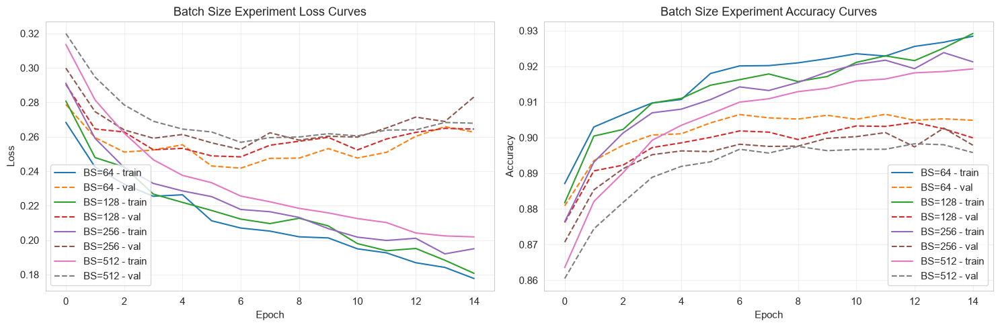 Batch Size Experiment Loss Curves
0.32
0.30
0.28
0.26
0.24
0.22
0.20
0.18
Loss
BS=64 - train
BS=64 - val
BS=128 - train
BS=128 - val
BS=256 - train
BS=256 - val
BS=512 - train
BS=512 - val
0 2 4 6 8 10 12 14
Epoch
Batch Size Experiment Accuracy Curves
0.93
0.92
0.91
0.90
0.89
0.88
0.87
0.86
Accuracy
BS=64 - train
BS=64 - val
BS=128 - train
BS=128 - val
BS=256 - train
BS=256 - val
BS=512 - train
BS=512 - val
0 2 4 6 8 10 12 14
Epoch